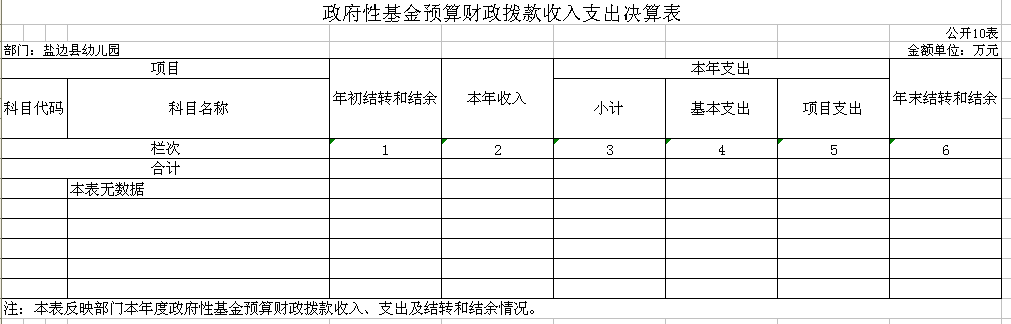 政府性基金预算财政拨款收入支出决算表
公开10表
部门：盐边县幼儿园 金额单位：万元
项目 年初结转和结余 本年收入 本年支出 年末结转和结余
科目代码 科目名称 小计 基本支出 项目支出
栏次 1 2 3 4 5 6
合计
本表无数据
注：本表反映部门本年度政府性基金预算财政拨款收入、支出及结转和结余情况。